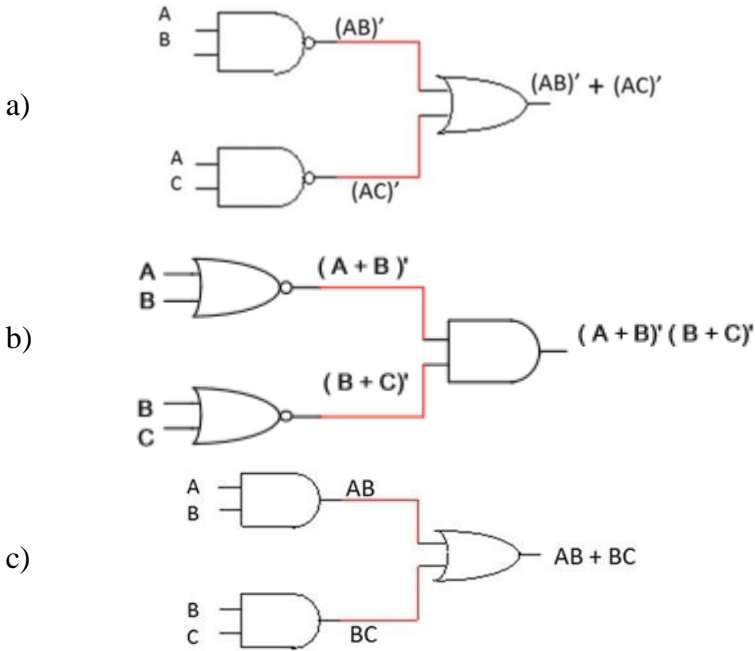 a)
A
B
(AB)’
A
C
(AC)’
(AB)’ + (AC)’
b)
A
B
( A + B )'
B
C
( B + C)'
( A + B)' ( B + C)'
c)
A
B
AB
B
C
BC
AB + BC